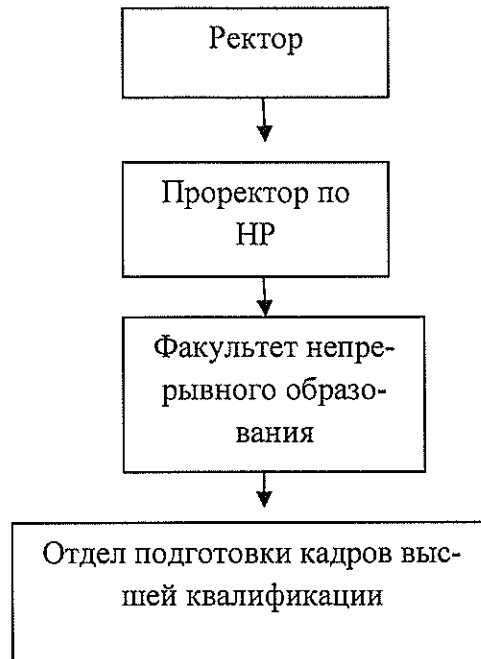 Ректор
Проректор по
НР
Факультет непре-
рывного образо-
вания
Отдел подготовки кадров выс-
шей квалификации